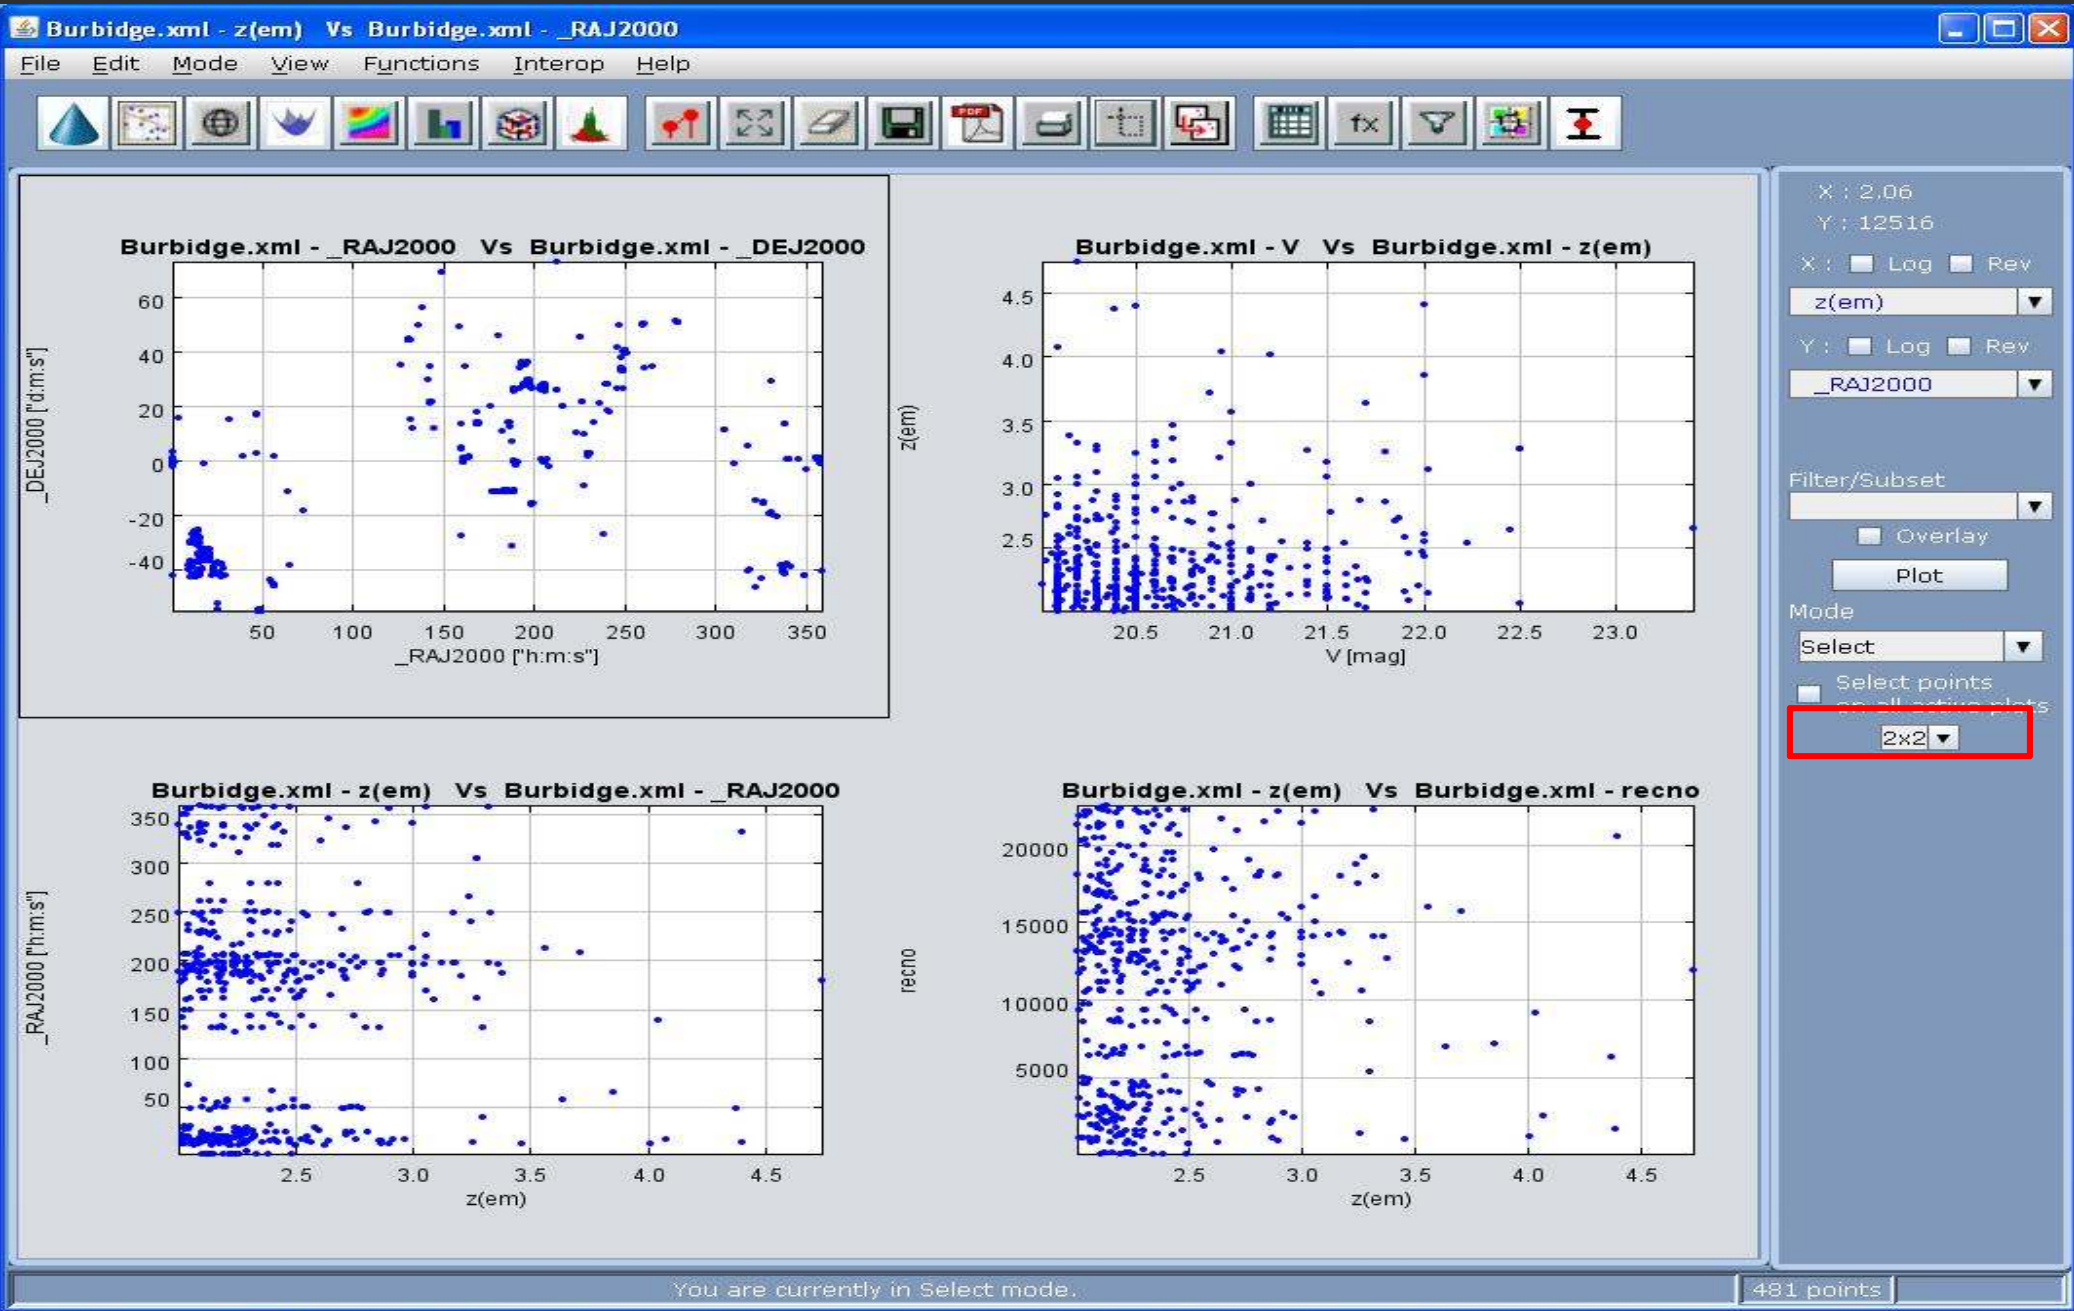 Burbidge.xml - z(em)   Vs  Burbidge.xml - _RAJ2000
File Edit Mode View Functions Interop Help
PDF fx
Burbidge.xml - _RAJ2000   Vs  Burbidge.xml - _DEJ2000
60
40
20
0
-20
-40
_DEJ2000 ["d:m:s"]
50 100 150 200 250 300 350
_RAJ2000 ["h:m:s"]
Burbidge.xml - V   Vs  Burbidge.xml - z(em)
4.5
4.0
3.5
3.0
2.5
z(em)
20.5 21.0 21.5 22.0 22.5 23.0
V [mag]
Burbidge.xml - z(em)   Vs  Burbidge.xml - _RAJ2000
350
300
250
200
150
100
50
_RAJ2000 ["h:m:s"]
2.5 3.0 3.5 4.0 4.5
z(em)
Burbidge.xml - z(em)   Vs  Burbidge.xml - recno
20000
15000
10000
5000
recno
2.5 3.0 3.5 4.0 4.5
z(em)
X : 2.06
Y : 12516
X : Log Rev
z(em)
Y : Log Rev
_RAJ2000
Filter/Subset
Overlay
Plot
Mode
Select
Select points
on all active plots
2x2
You are currently in Select mode.
481 points